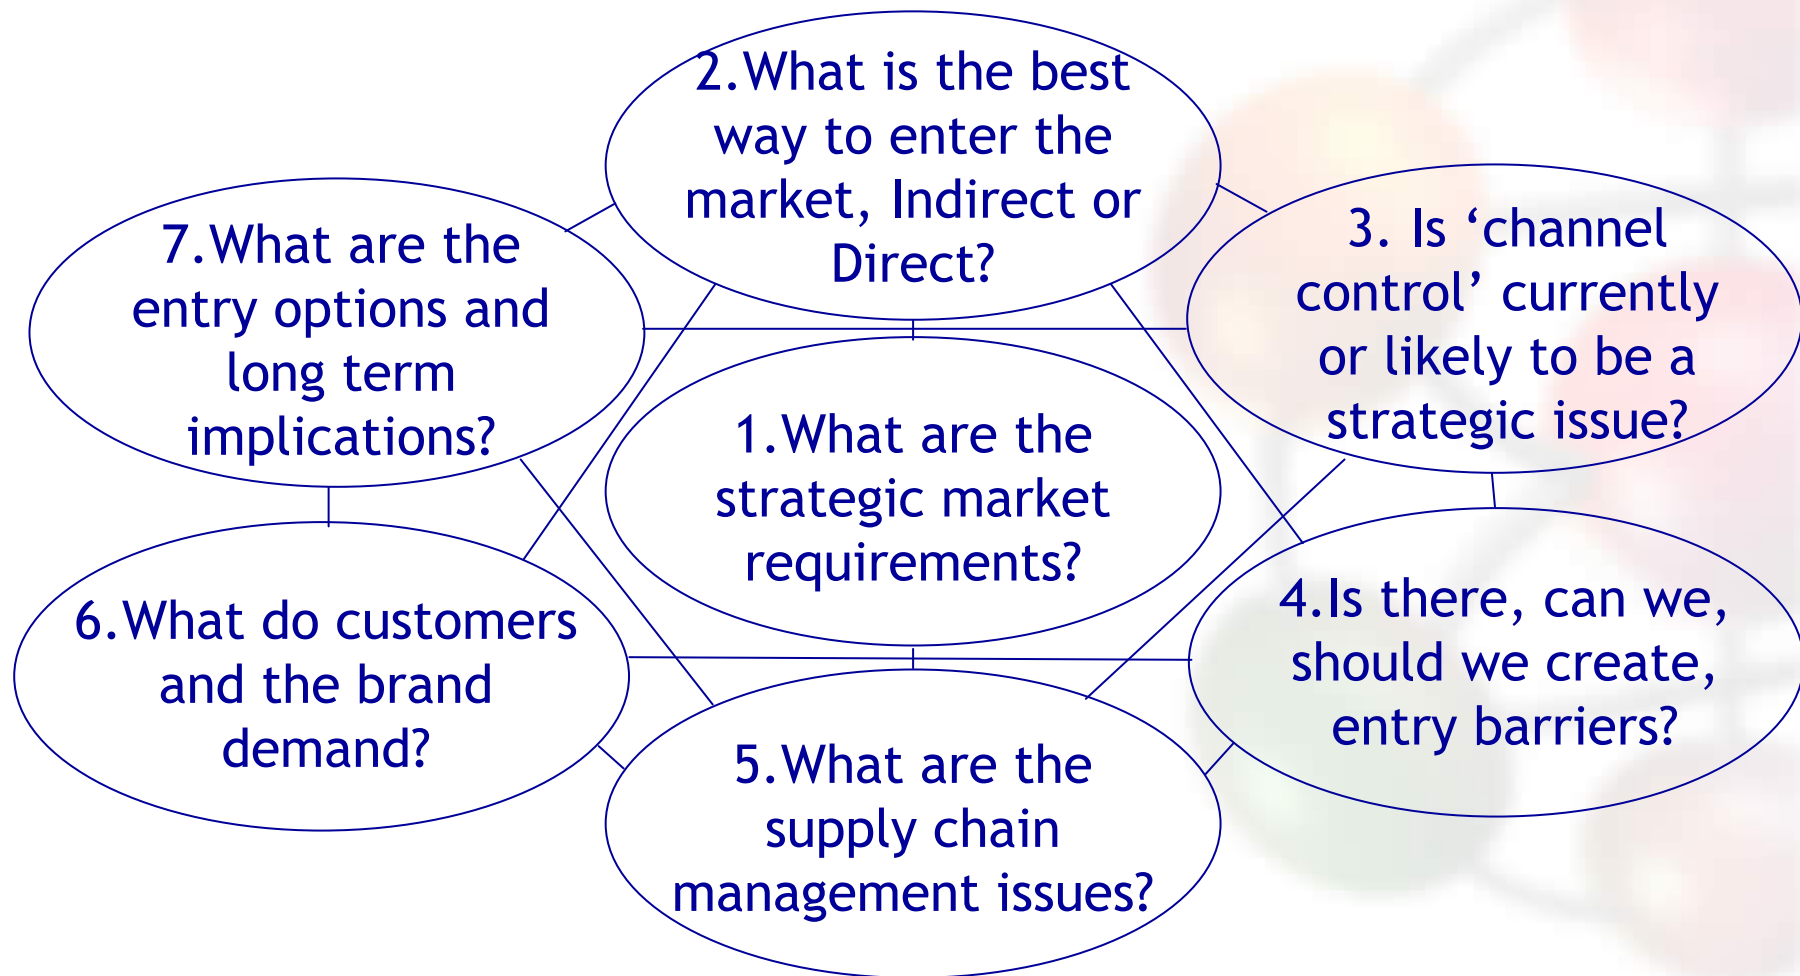 2.What is the best
way to enter the
market, Indirect or
Direct?
7.What are the
entry options and
long term
implications?
3. Is ‘channel
control’ currently
or likely to be a
strategic issue?
1.What are the
strategic market
requirements?
6.What do customers
and the brand
demand?
4.Is there, can we,
should we create,
entry barriers?
5.What are the
supply chain
management issues?